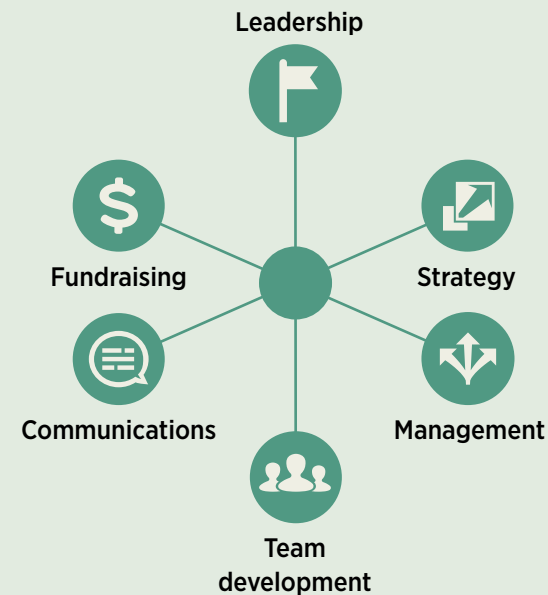 Leadership
Fundraising
Strategy
Communications
Management
Team
development